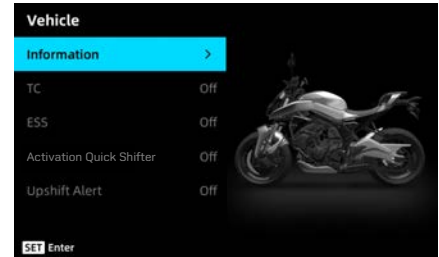 Vehicle
Information >
TC Off
ESS Off
Activation Quick Shifter Off
Upshift Alert Off
SET Enter